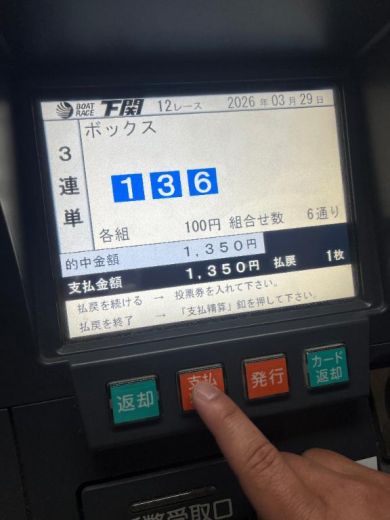 BOAT RACE 下関 12レース 2026年03月29日
3連単
ボックス
1 3 6
各組 100円 組合せ数 6通り
的中金額 1,350円
支払金額 1,350円 払戻 1枚
払戻を続ける → 投票券を入れて下さい。
払戻を終了 → 「支払精算」釦を押して下さい。
返却
支払
発行
カード
返却
受取口